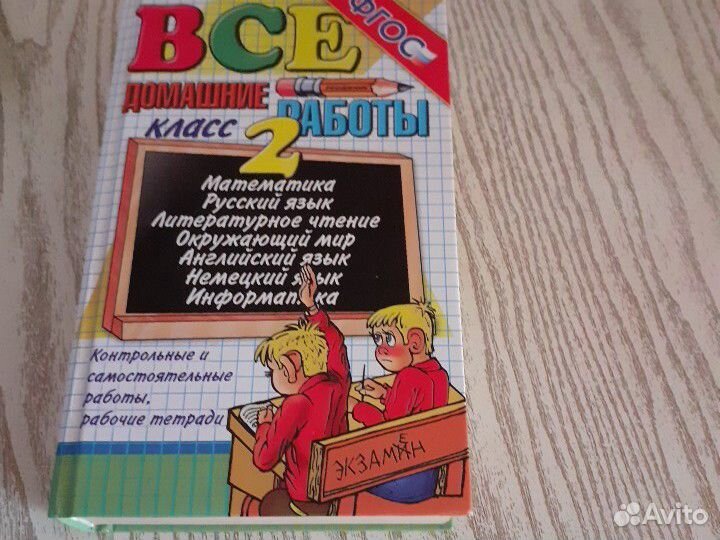 ВСЕ
ФГОС
ДОМАШНИЕ
РАБОТЫ
КЛАСС 2
Математика
Русский язык
Литературное чтение
Окружающий мир
Английский язык
Немецкий язык
Информатика
Контрольные и
самостоятельные
работы,
рабочие тетради
ЭКЗАМЕН
Avito